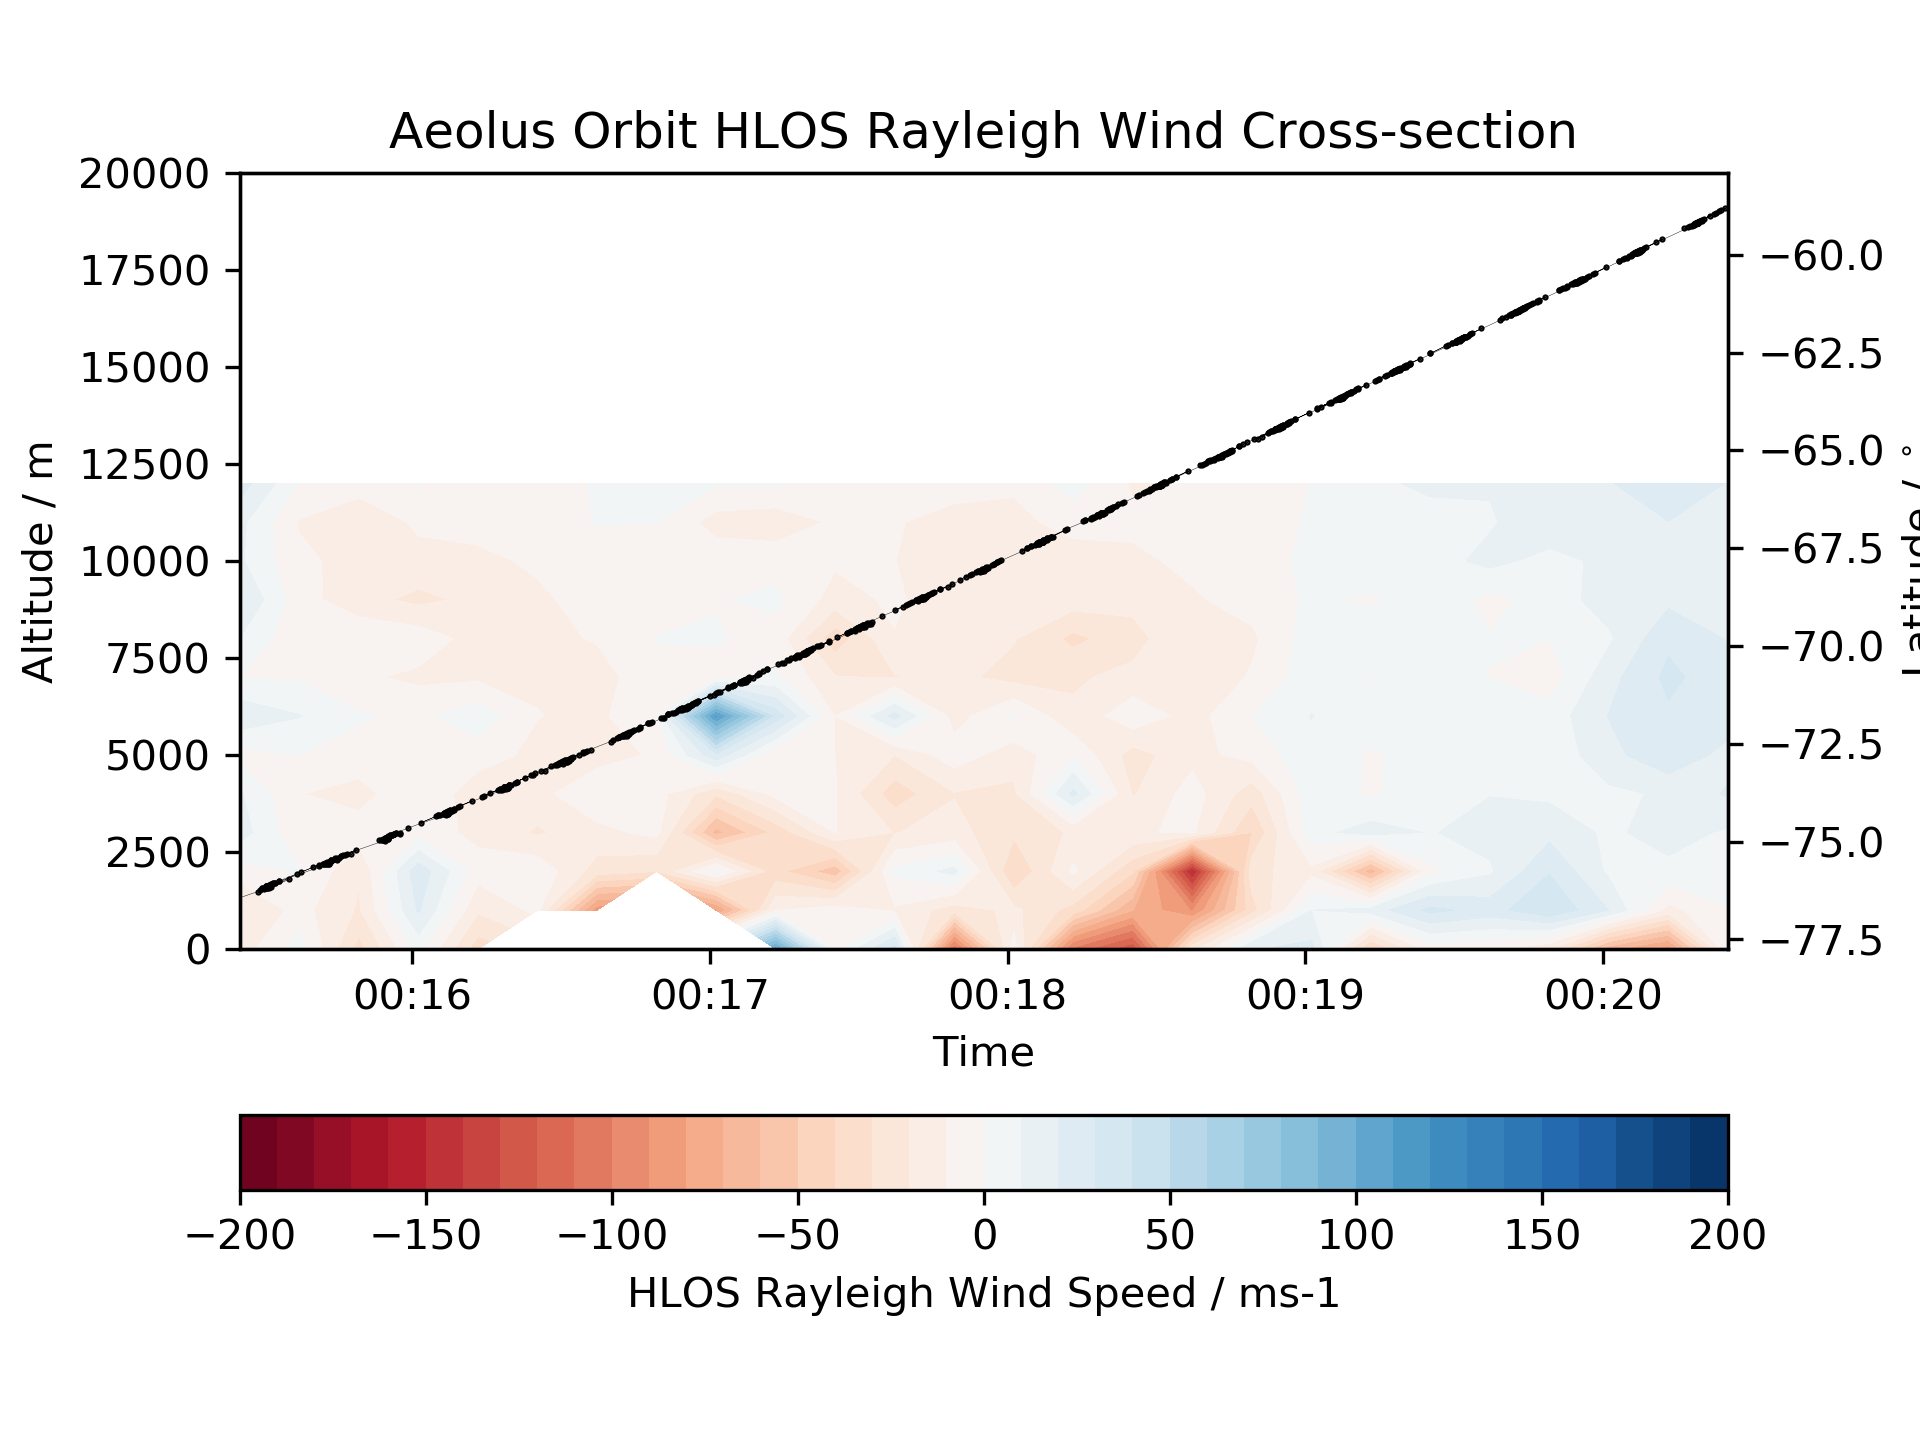 Aeolus Orbit HLOS Rayleigh Wind Cross-section
20000
17500
15000
12500
10000
7500
5000
2500
0
Altitude / m
−60.0
−62.5
−65.0
−67.5
−70.0
−72.5
−75.0
−77.5
Latitude / °
00:16 00:17 00:18 00:19 00:20
Time
−200 −150 −100 −50 0 50 100 150 200
HLOS Rayleigh Wind Speed / ms-1